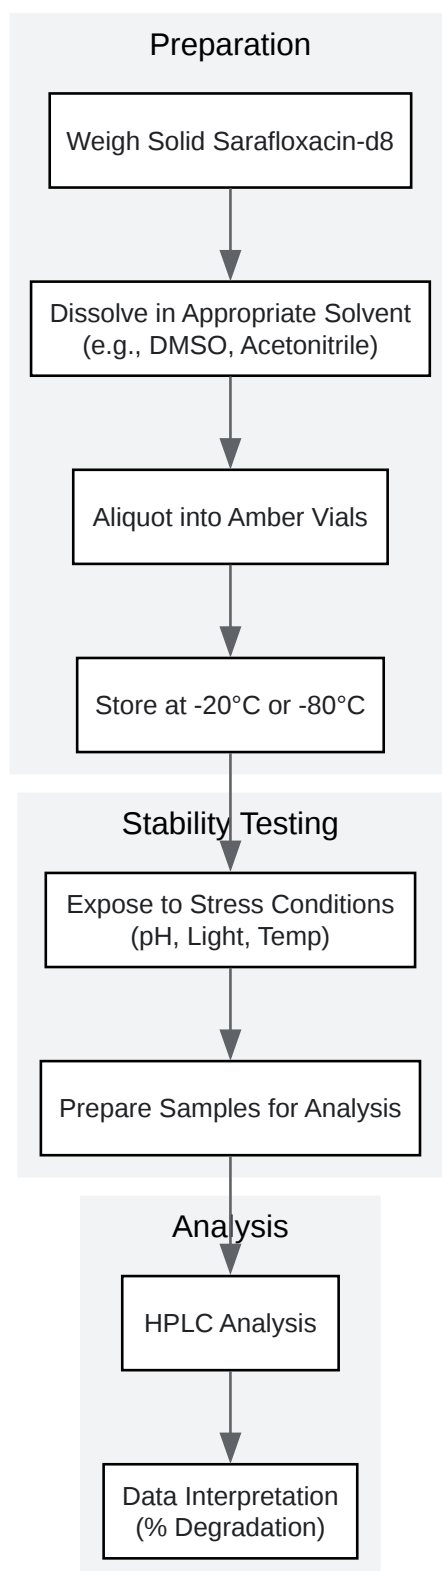 Preparation
Weigh Solid Sarafloxacin-d8
Dissolve in Appropriate Solvent
(e.g., DMSO, Acetonitrile)
Aliquot into Amber Vials
Store at -20°C or -80°C
Stability Testing
Expose to Stress Conditions
(pH, Light, Temp)
Prepare Samples for Analysis
Analysis
HPLC Analysis
Data Interpretation
(% Degradation)